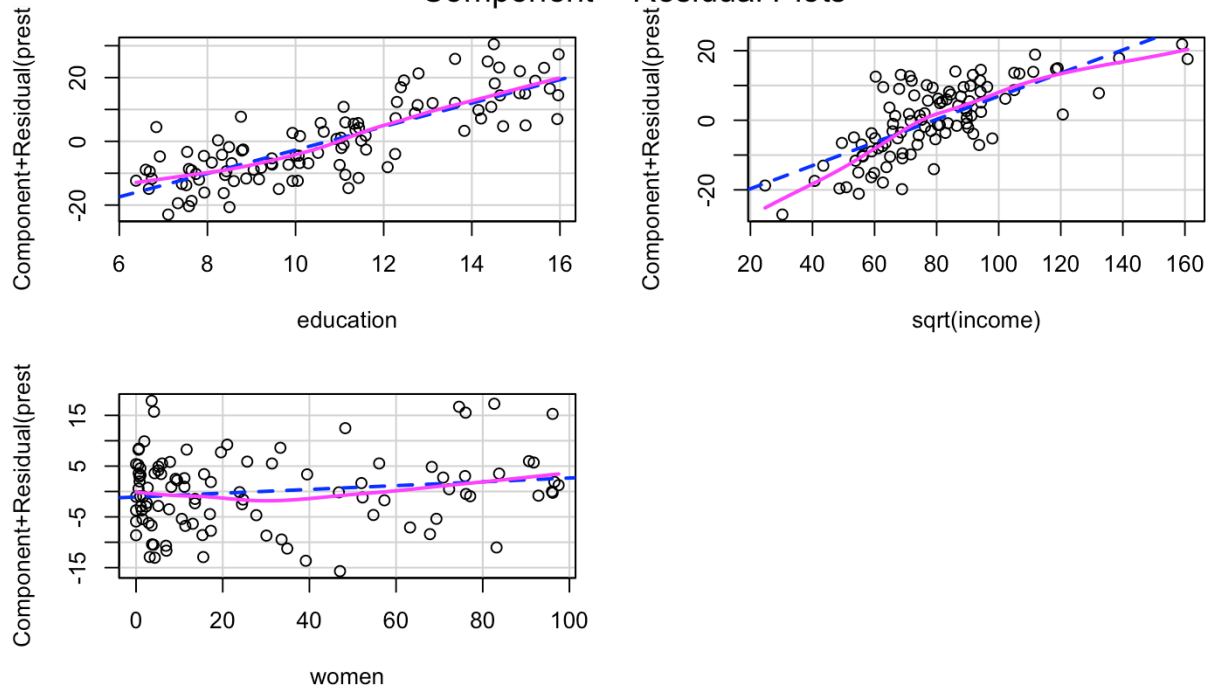 Component + Residual Plots
Component+Residual(prest
20
0
-20
6 8 10 12 14 16
education
Component+Residual(prest
20
0
-20
20 40 60 80 100 120 140 160
sqrt(income)
Component+Residual(prest
15
5
-5
-15
0 20 40 60 80 100
women